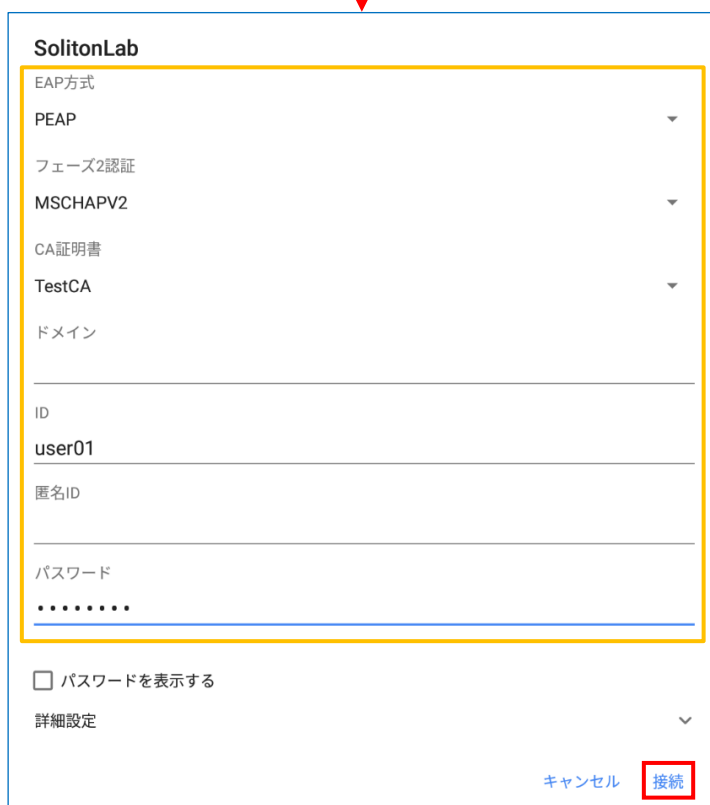 SolitonLab
EAP方式
PEAP
フェーズ2認証
MSCHAPV2
CA証明書
TestCA
ドメイン
ID
user01
匿名ID
パスワード
••••••••
パスワードを表示する
詳細設定
キャンセル 接続